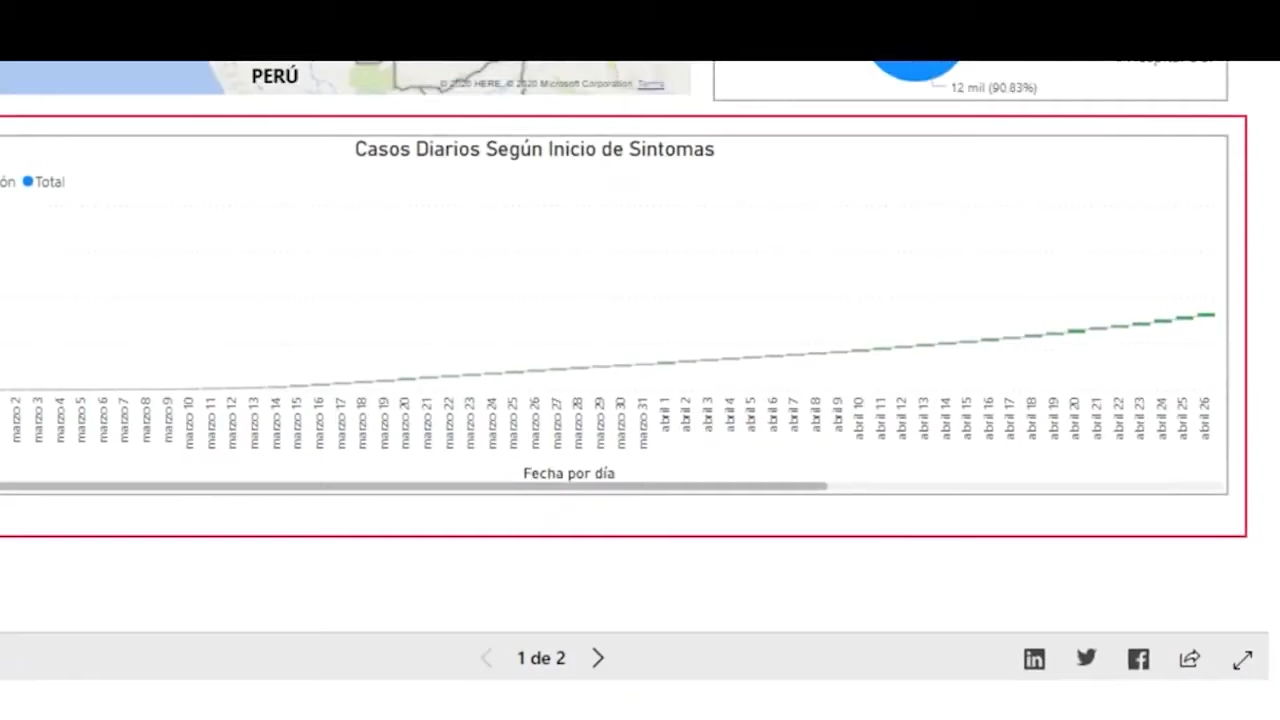 PERÚ
© 2020 HERE, © 2020 Microsoft Corporation Terms
12 mil (90.83%)
Casos Diarios Según Inicio de Sintomas
ón Total
marzo 2
marzo 3
marzo 4
marzo 5
marzo 6
marzo 7
marzo 8
marzo 9
marzo 10
marzo 11
marzo 12
marzo 13
marzo 14
marzo 15
marzo 16
marzo 17
marzo 18
marzo 19
marzo 20
marzo 21
marzo 22
marzo 23
marzo 24
marzo 25
marzo 26
marzo 27
marzo 28
marzo 29
marzo 30
marzo 31
abril 1
abril 2
abril 3
abril 4
abril 5
abril 6
abril 7
abril 8
abril 9
abril 10
abril 11
abril 12
abril 13
abril 14
abril 15
abril 16
abril 17
abril 18
abril 19
abril 20
abril 21
abril 22
abril 23
abril 24
abril 25
abril 26
Fecha por día
1 de 2